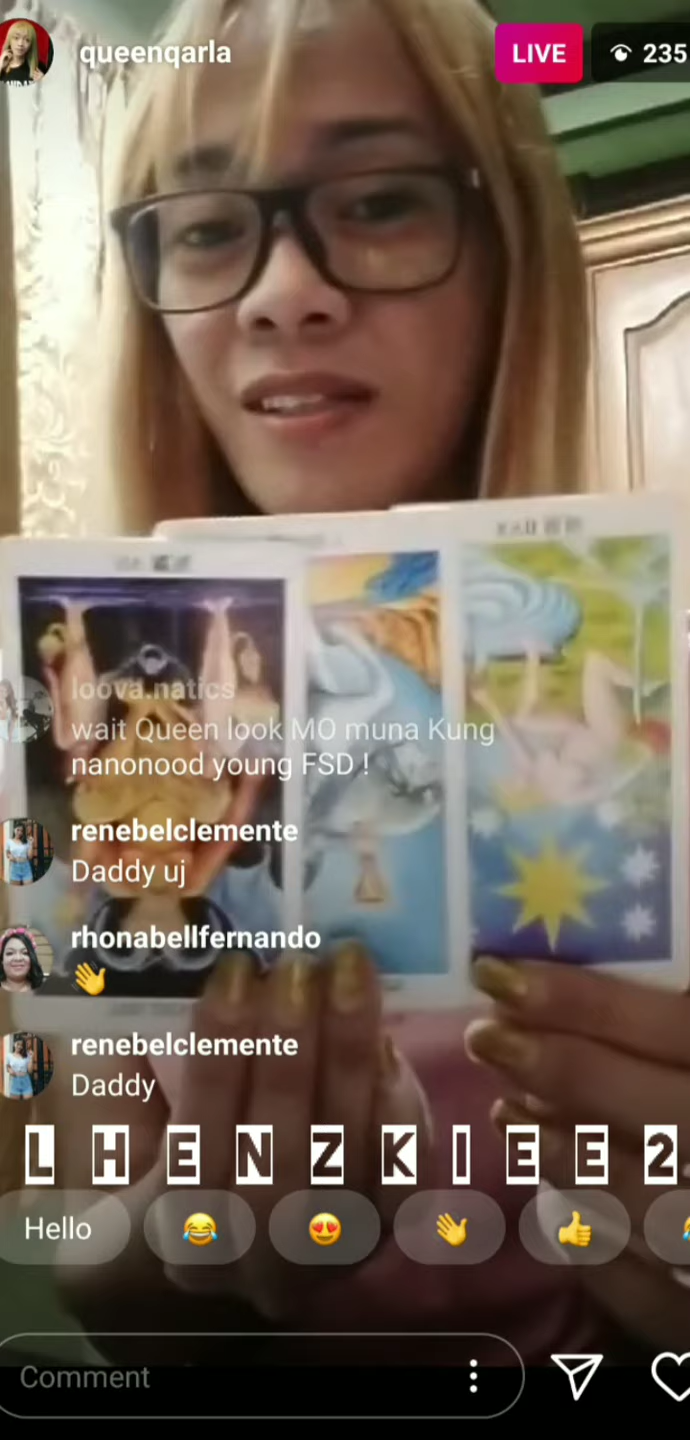 queenqarla
LIVE
235
loova.natics
wait Queen look MO muna Kung
nanonood young FSD !
renebelclemente
Daddy uj
rhonabellfernando
👋
renebelclemente
Daddy
L H E N Z K I E E 2
Hello 😂 😍 👋 👍
Comment